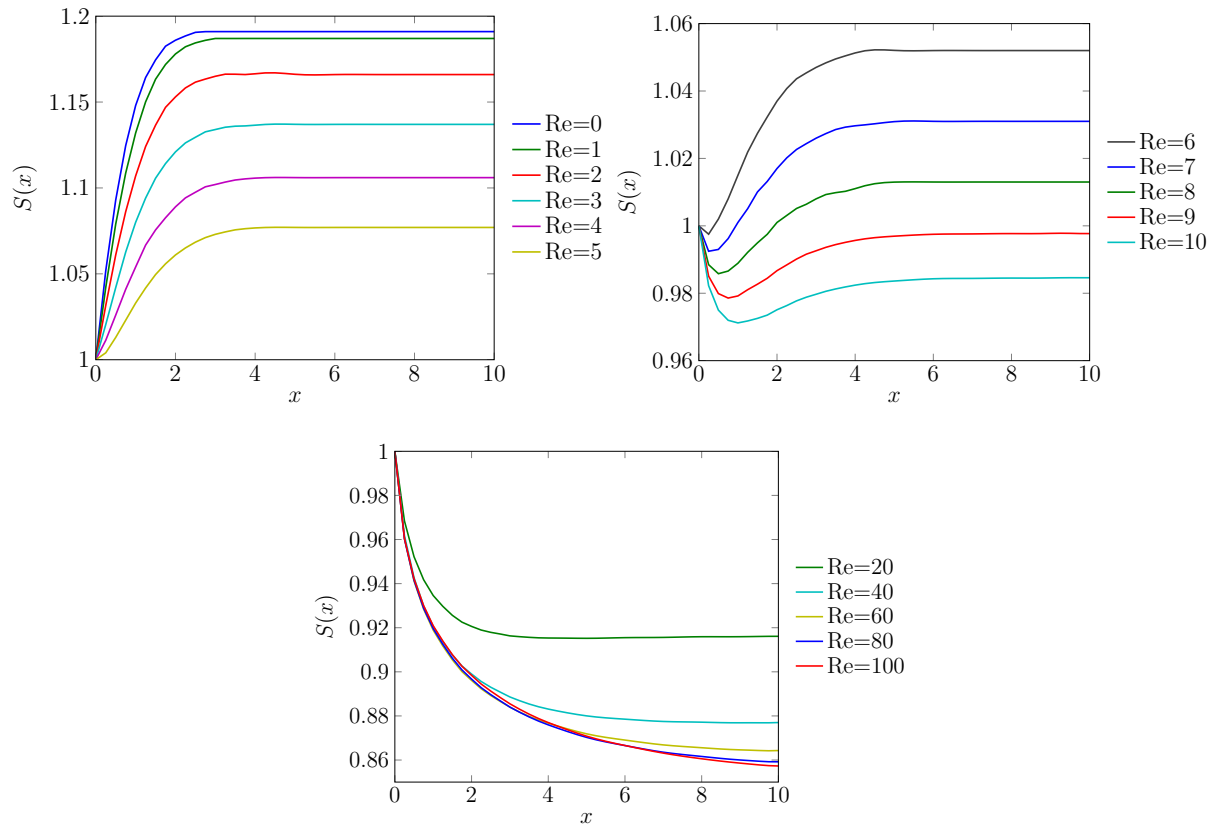 1.2
1.15
1.1
1.05
1
S(x)
0
2
4
6
8
10
x
Re=0
Re=1
Re=2
Re=3
Re=4
Re=5
1.06
1.04
1.02
1
0.98
0.96
S(x)
0
2
4
6
8
10
x
Re=6
Re=7
Re=8
Re=9
Re=10
1
0.98
0.96
0.94
0.92
0.9
0.88
0.86
S(x)
0
2
4
6
8
10
x
Re=20
Re=40
Re=60
Re=80
Re=100